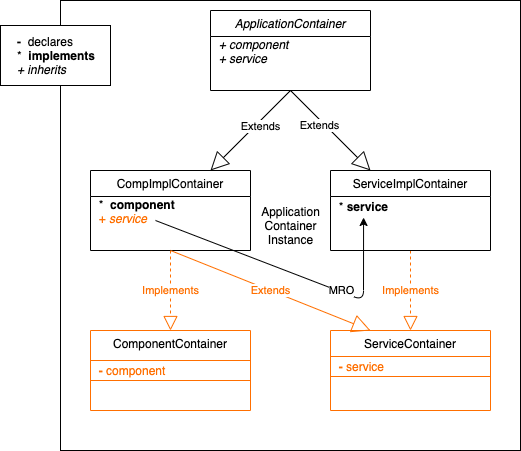 ApplicationContainer
+ component
+ service
- declares
* implements
+ inherits
Extends
Extends
CompImplContainer
* component
+ service
ServiceImplContainer
* service
Application
Container
Instance
Implements
Extends
MRO
Implements
ComponentContainer
- component
ServiceContainer
- service